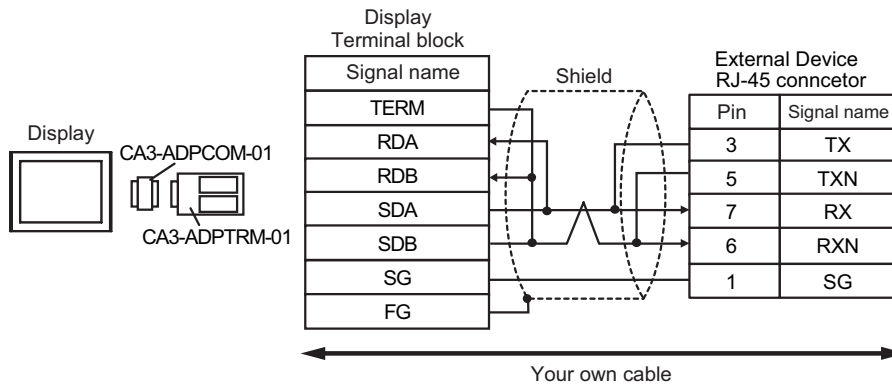 Display
Terminal block
Signal name
TERM
RDA
RDB
SDA
SDB
SG
FG
Shield
External Device
RJ-45 conncetor
Pin Signal name
3 TX
5 TXN
7 RX
6 RXN
1 SG
Display
CA3-ADPCOM-01
CA3-ADPTRM-01
Your own cable